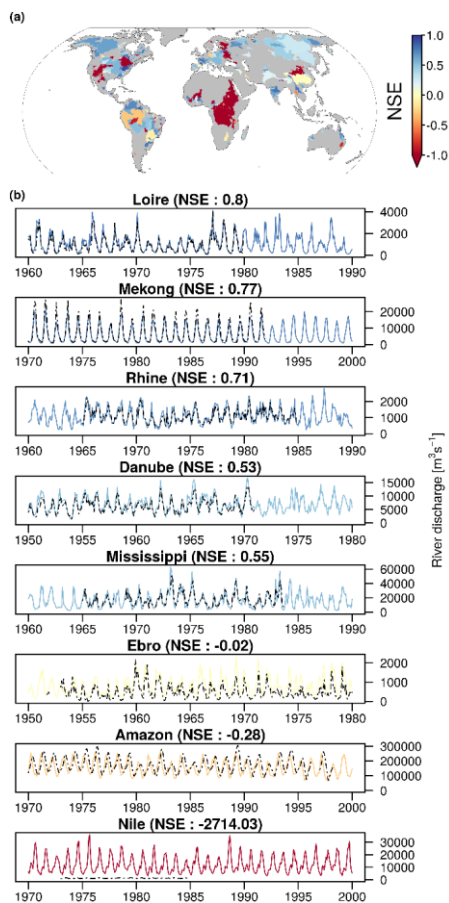 (a)
1.0
0.5
0.0
-0.5
-1.0
NSE
(b)
Loire (NSE : 0.8)
4000
2000
0
1960 1965 1970 1975 1980 1985 1990
Mekong (NSE : 0.77)
20000
10000
0
1970 1975 1980 1985 1990 1995 2000
Rhine (NSE : 0.71)
2000
1000
0
1960 1965 1970 1975 1980 1985 1990
Danube (NSE : 0.53)
15000
10000
5000
0
1950 1955 1960 1965 1970 1975 1980
Mississippi (NSE : 0.55)
60000
40000
20000
0
1960 1965 1970 1975 1980 1985 1990
Ebro (NSE : -0.02)
2000
1000
0
1950 1955 1960 1965 1970 1975 1980
Amazon (NSE : -0.28)
300000
200000
100000
0
1970 1975 1980 1985 1990 1995 2000
Nile (NSE : -2714.03)
30000
20000
10000
0
1970 1975 1980 1985 1990 1995 2000
River discharge [m³s⁻¹]